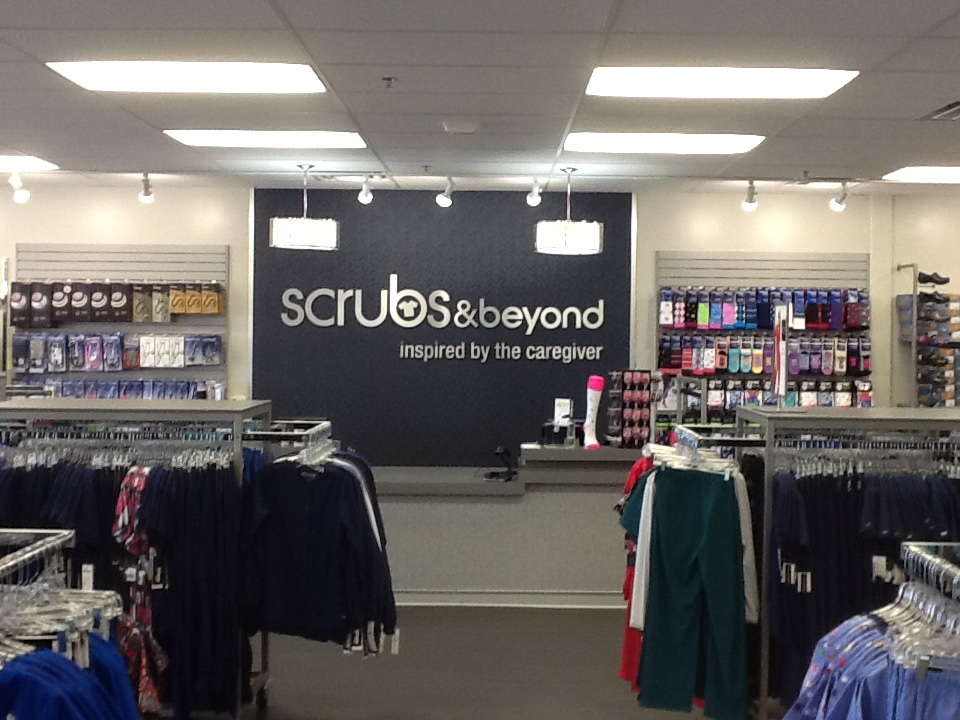 scrubs &beyond
inspired by the caregiver